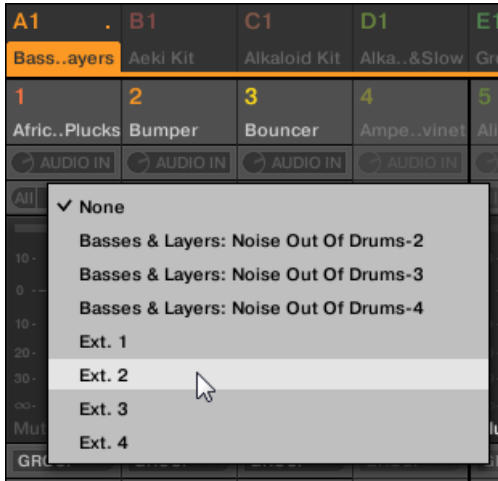 A1 . B1 C1 D1 E1
Bass..ayers Aeki Kit Alkaloid Kit Alka..&Slow
1 2 3 4 5
Afric..Plucks Bumper Bouncer Ampe..vinet
AUDIO IN AUDIO IN AUDIO IN AUDIO IN
All
✓ None
Basses & Layers: Noise Out Of Drums-2
Basses & Layers: Noise Out Of Drums-3
10-
Basses & Layers: Noise Out Of Drums-4
0
Ext. 1
10-
Ext. 2
20-
Ext. 3
30-
Ext. 4